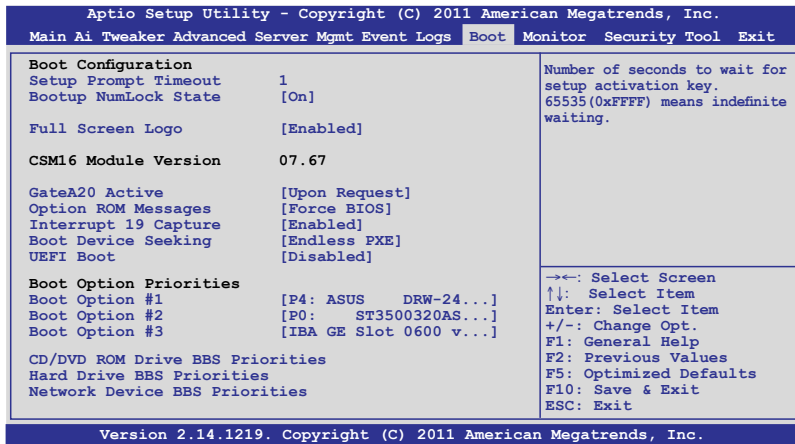 Aptio Setup Utility - Copyright (C) 2011 American Megatrends, Inc.
Main Ai Tweaker Advanced Server Mgmt Event Logs Boot Monitor Security Tool Exit
Boot Configuration
Setup Prompt Timeout 1
Bootup NumLock State [On]
Full Screen Logo [Enabled]
CSM16 Module Version 07.67
GateA20 Active [Upon Request]
Option ROM Messages [Force BIOS]
Interrupt 19 Capture [Enabled]
Boot Device Seeking [Endless PXE]
UEFI Boot [Disabled]
Boot Option Priorities
Boot Option #1 [P4: ASUS DRW-24...]
Boot Option #2 [P0: ST3500320AS...]
Boot Option #3 [IBA GE Slot 0600 v...]
CD/DVD ROM Drive BBS Priorities
Hard Drive BBS Priorities
Network Device BBS Priorities
Number of seconds to wait for
setup activation key.
65535(0xFFFF) means indefinite
waiting.
→←: Select Screen
↑↓: Select Item
Enter: Select Item
+/-: Change Opt.
F1: General Help
F2: Previous Values
F5: Optimized Defaults
F10: Save & Exit
ESC: Exit
Version 2.14.1219. Copyright (C) 2011 American Megatrends, Inc.